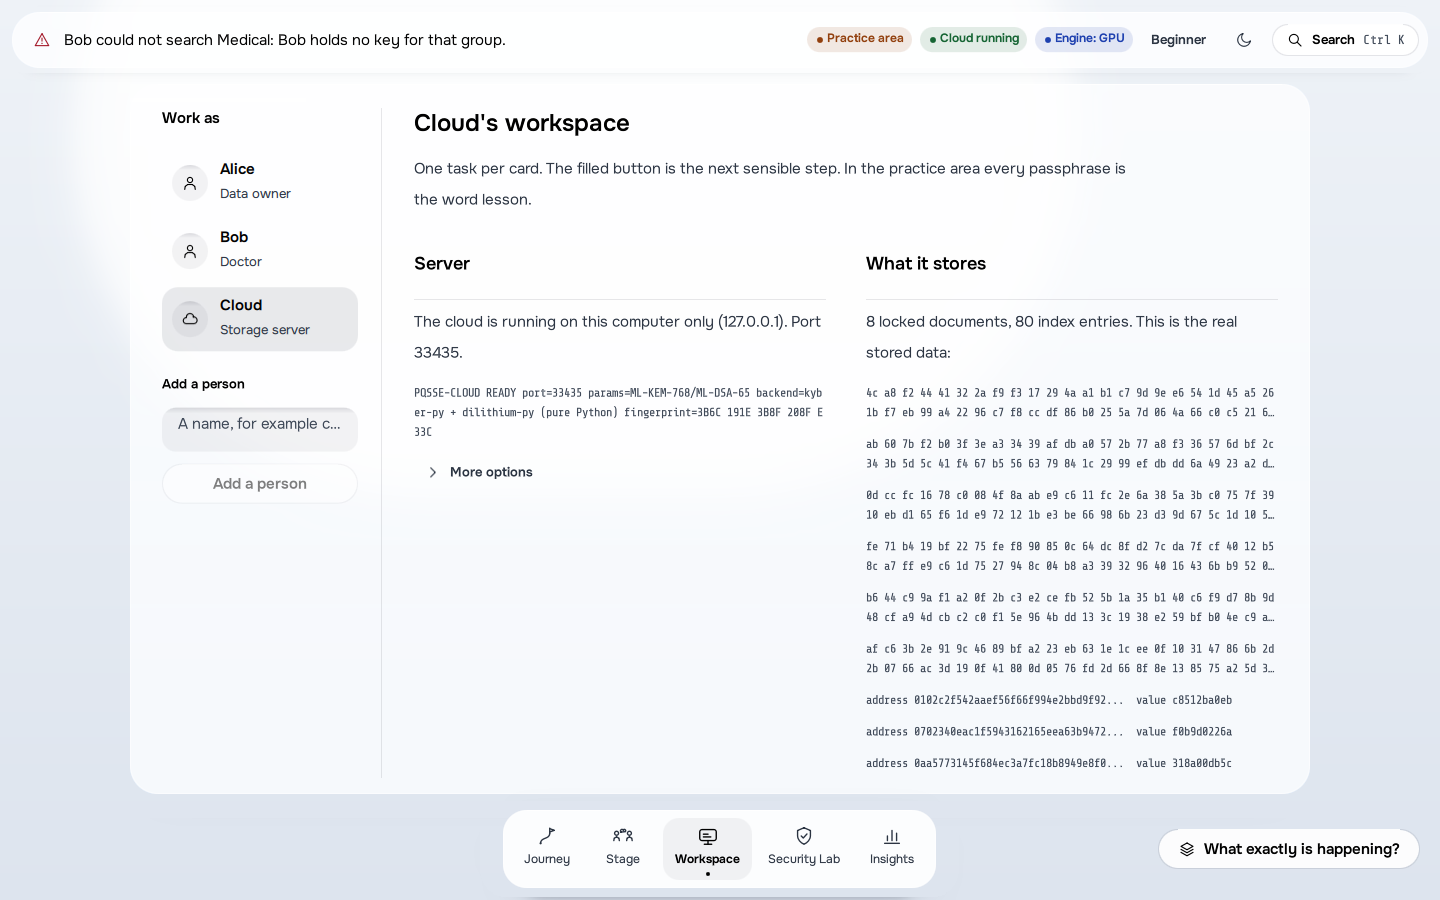 Bob could not search Medical: Bob holds no key for that group.
Practice area
Cloud running
Engine: GPU
Beginner
Search Ctrl K
Work as
Alice
Data owner
Bob
Doctor
Cloud
Storage server
Add a person
A name, for example c...
Add a person
Cloud's workspace
One task per card. The filled button is the next sensible step. In the practice area every passphrase is
the word lesson.
Server
The cloud is running on this computer only (127.0.0.1). Port
33435.
PQSSE-CLOUD READY port=33435 params=ML-KEM-768/ML-DSA-65 backend=kyb
er-py + dilithium-py (pure Python) fingerprint=3B6C 191E 3B8F 208F E
33C
More options
What it stores
8 locked documents, 80 index entries. This is the real
stored data:
4c a8 f2 44 41 32 2a f9 f3 17 29 4a a1 b1 c7 9d 9e e6 54 1d 45 a5 26
1b f7 eb 99 a4 22 96 c7 f8 cc df 86 b0 25 5a 7d 06 4a 66 c0 c5 21 6…
ab 60 7b f2 b0 3f 3e a3 34 39 af db a0 57 2b 77 a8 f3 36 57 6d bf 2c
34 3b 5d 5c 41 f4 67 b5 56 63 79 84 1c 29 99 ef db dd 6a 49 23 a2 d…
0d cc fc 16 78 c0 08 4f 8a ab e9 c6 11 fc 2e 6a 38 5a 3b c0 75 7f 39
10 eb d1 65 f6 1d e9 72 12 1b e3 be 66 98 6b 23 d3 9d 67 5c 1d 10 5…
fe 71 b4 19 bf 22 75 fe f8 90 85 0c 64 dc 8f d2 7c da 7f cf 40 12 b5
8c a7 ff e9 c6 1d 75 27 94 8c 04 b8 a3 39 32 96 40 16 43 6b b9 52 0…
b6 44 c9 9a f1 a2 0f 2b c3 e2 ce fb 52 5b 1a 35 b1 40 c6 f9 d7 8b 9d
48 cf a9 4d cb c2 c0 f1 5e 96 4b dd 13 3c 19 38 e2 59 bf b0 4e c9 a…
af c6 3b 2e 91 9c 46 89 bf a2 23 eb 63 1e 1c ee 0f 10 31 47 86 6b 2d
2b 07 66 ac 3d 19 0f 41 80 0d 05 76 fd 2d 66 8f 8e 13 85 75 a2 5d 3…
address 0102c2f542aaef56f66f994e2bbd9f92... value c8512ba0eb
address 0702340eac1f5943162165eea63b9472... value f0b9d0226a
address 0aa5773145f684ec3a7fc18b8949e8f0... value 318a00db5c
Journey
Stage
Workspace
Security Lab
Insights
What exactly is happening?